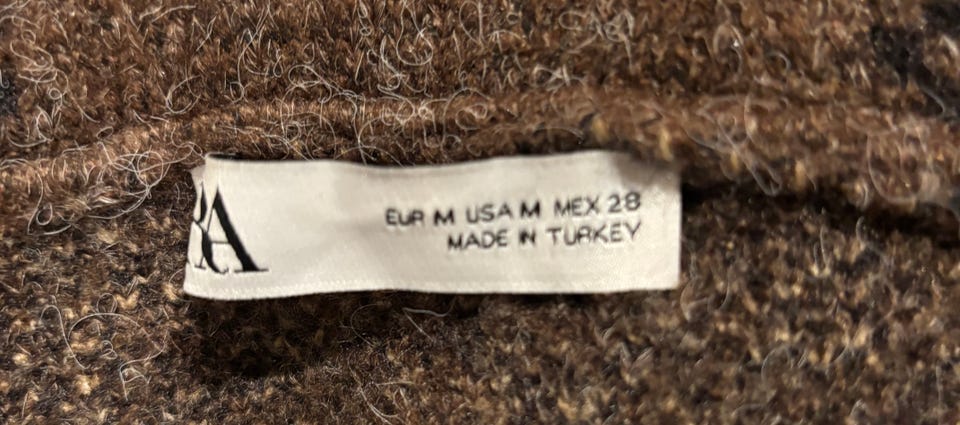 RA
EUR M USA M MEX 28
MADE IN TURKEY